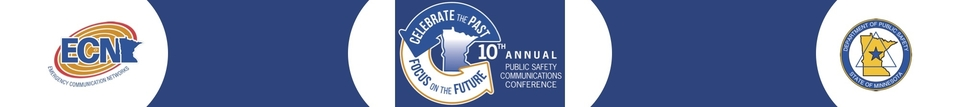 ECN
EMERGENCY COMMUNICATION NETWORKS
CELEBRATE THE PAST
FOCUS ON THE FUTURE
10TH ANNUAL
PUBLIC SAFETY
COMMUNICATIONS
CONFERENCE
DEPARTMENT OF PUBLIC SAFETY
STATE OF MINNESOTA